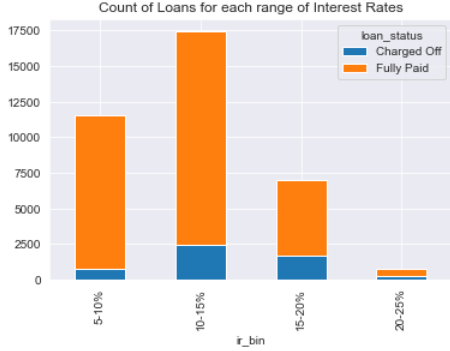 Count of Loans for each range of Interest Rates
17500
15000
12500
10000
7500
5000
2500
0
loan_status
Charged Off
Fully Paid
5-10%
10-15%
15-20%
20-25%
ir_bin